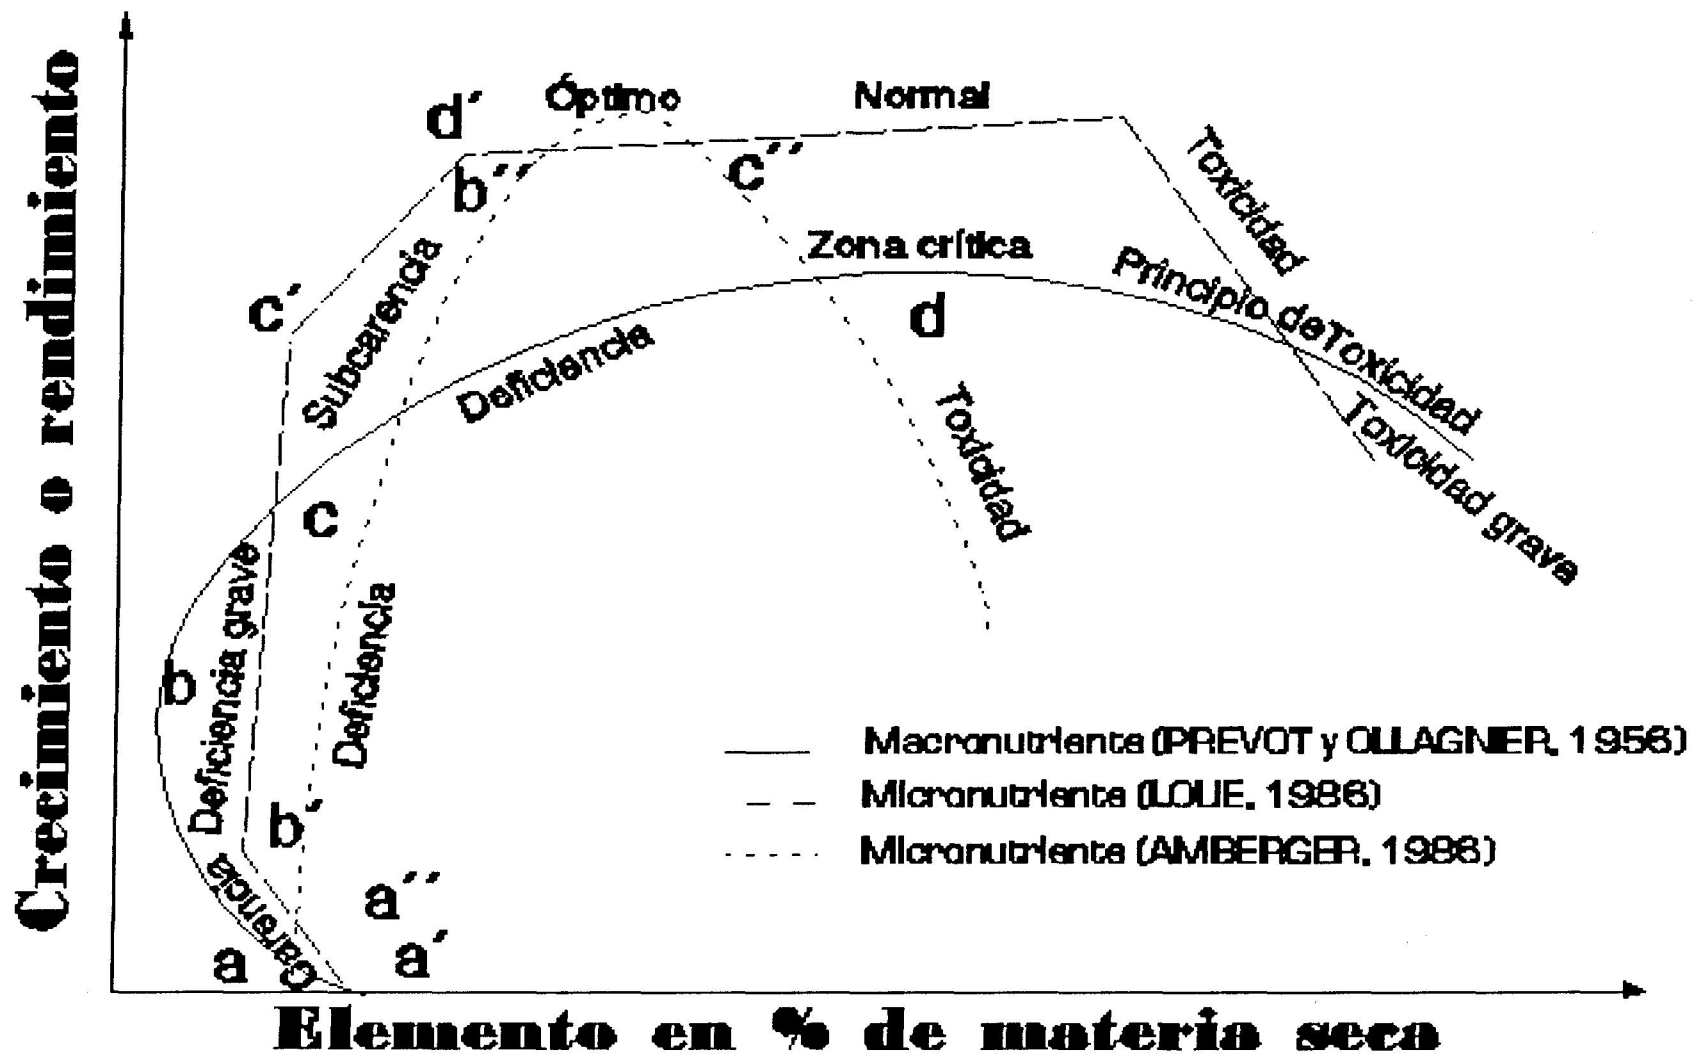 Crecimiento o rendimiento
d´
Óptimo
Normal
b´´
c´´
Toxicidad
c´
Subcarencia
Zona crítica
Principio de Toxicidad
Deficiencia
d
Toxicidad
Toxicidad grave
c
Deficiencia grave
Deficiencia
b
b´
Macronutriente (PREVOT y OLLAGNIER, 1956)
Micronutriente (LOUE, 1986)
Micronutriente (AMBERGER, 1986)
Carencia
a´´
a
a´
Elemento en % de materia seca